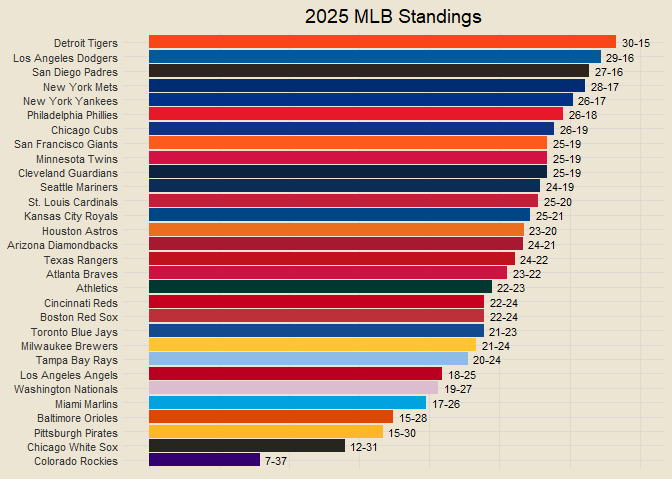 2025 MLB Standings
Detroit Tigers 30-15
Los Angeles Dodgers 29-16
San Diego Padres 27-16
New York Mets 28-17
New York Yankees 26-17
Philadelphia Phillies 26-18
Chicago Cubs 26-19
San Francisco Giants 25-19
Minnesota Twins 25-19
Cleveland Guardians 25-19
Seattle Mariners 24-19
St. Louis Cardinals 25-20
Kansas City Royals 25-21
Houston Astros 23-20
Arizona Diamondbacks 24-21
Texas Rangers 24-22
Atlanta Braves 23-22
Athletics 22-23
Cincinnati Reds 22-24
Boston Red Sox 22-24
Toronto Blue Jays 21-23
Milwaukee Brewers 21-24
Tampa Bay Rays 20-24
Los Angeles Angels 18-25
Washington Nationals 19-27
Miami Marlins 17-26
Baltimore Orioles 15-28
Pittsburgh Pirates 15-30
Chicago White Sox 12-31
Colorado Rockies 7-37